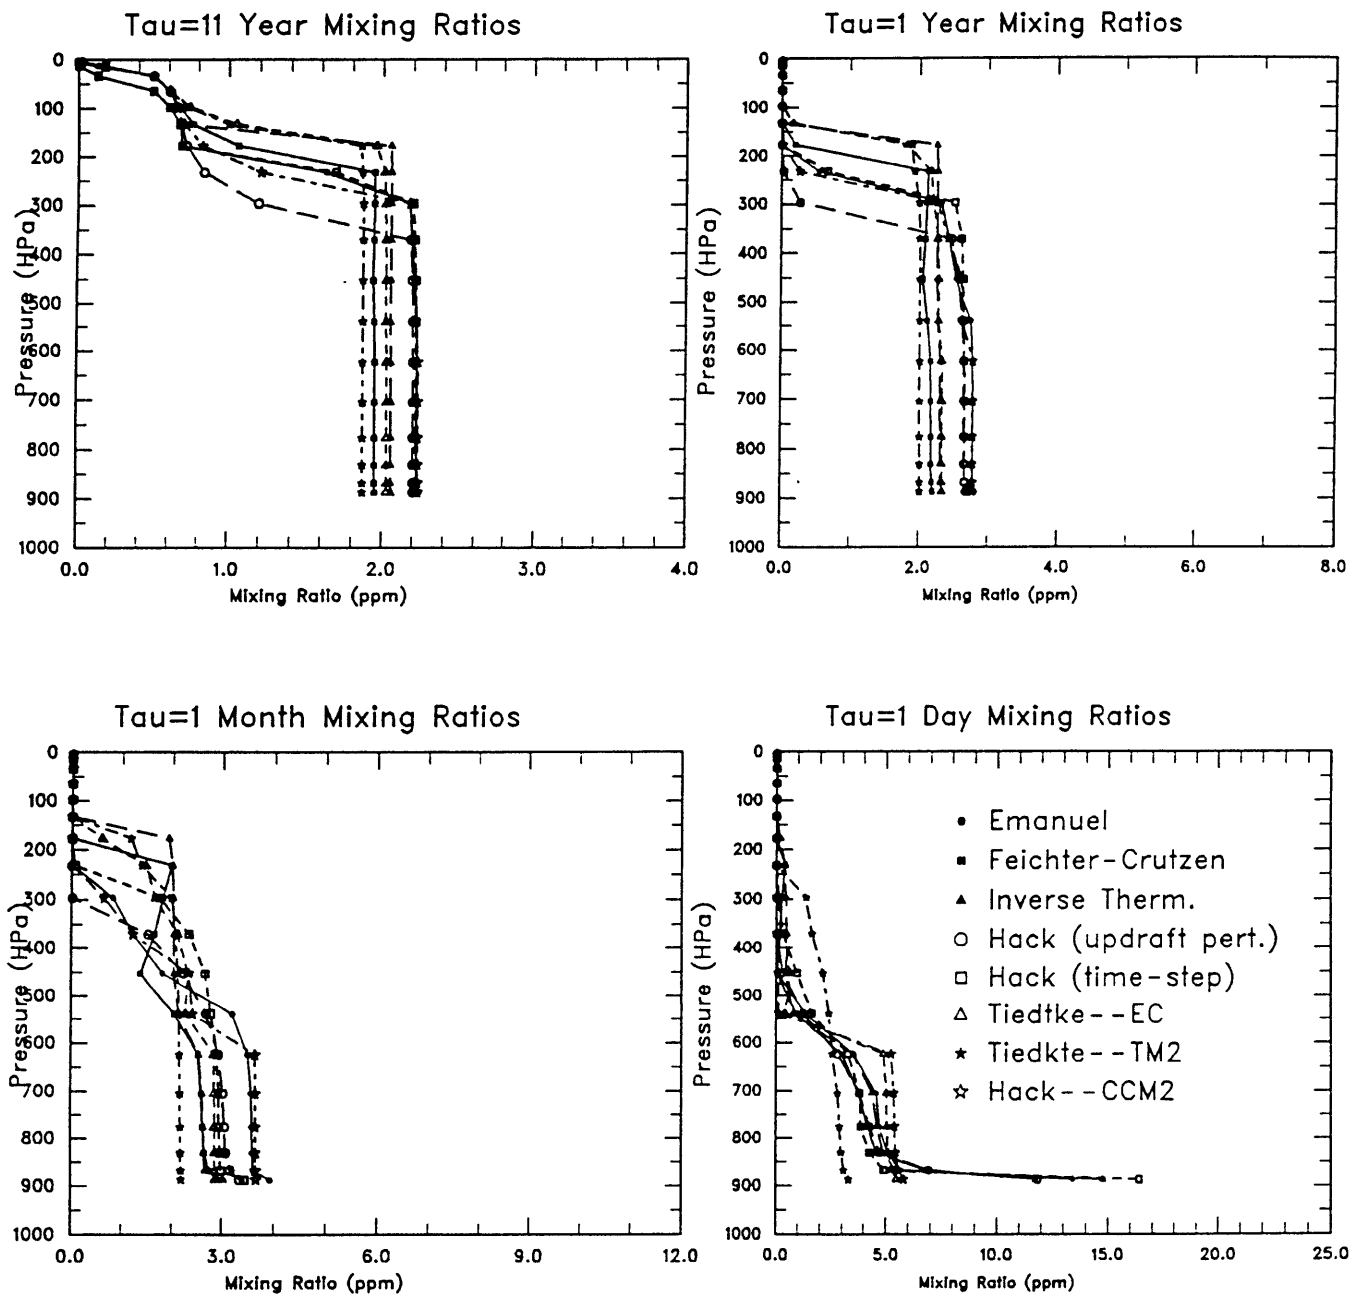 Tau=11 Year Mixing Ratios
0
100
200
300
400
500
600
700
800
900
1000
Pressure (HPa)
0.0 1.0 2.0 3.0 4.0
Mixing Ratio (ppm)
Tau=1 Year Mixing Ratios
0
100
200
300
400
500
600
700
800
900
1000
Pressure (HPa)
0.0 2.0 4.0 6.0 8.0
Mixing Ratio (ppm)
Tau=1 Month Mixing Ratios
0
100
200
300
400
500
600
700
800
900
1000
Pressure (HPa)
0.0 3.0 6.0 9.0 12.0
Mixing Ratio (ppm)
Tau=1 Day Mixing Ratios
0
100
200
300
400
500
600
700
800
900
1000
Pressure (HPa)
Emanuel
Feichter-Crutzen
Inverse Therm.
Hack (updraft pert.)
Hack (time-step)
Tiedtke--EC
Tiedkte--TM2
Hack--CCM2
0.0 5.0 10.0 15.0 20.0 25.0
Mixing Ratio (ppm)